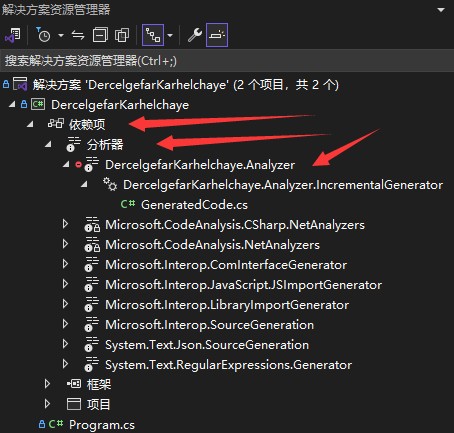 解决方案资源管理器
搜索解决方案资源管理器(Ctrl+;)
解决方案 'DercelgefarKarhelchaye' (2 个项目，共 2 个)
DercelgefarKarhelchaye
依赖项
分析器
DercelgefarKarhelchaye.Analyzer
DercelgefarKarhelchaye.Analyzer.IncrementalGenerator
C# GeneratedCode.cs
Microsoft.CodeAnalysis.CSharp.NetAnalyzers
Microsoft.CodeAnalysis.NetAnalyzers
Microsoft.Interop.ComInterfaceGenerator
Microsoft.Interop.JavaScript.JSImportGenerator
Microsoft.Interop.LibraryImportGenerator
Microsoft.Interop.SourceGeneration
System.Text.Json.SourceGeneration
System.Text.RegularExpressions.Generator
框架
项目
C# Program.cs